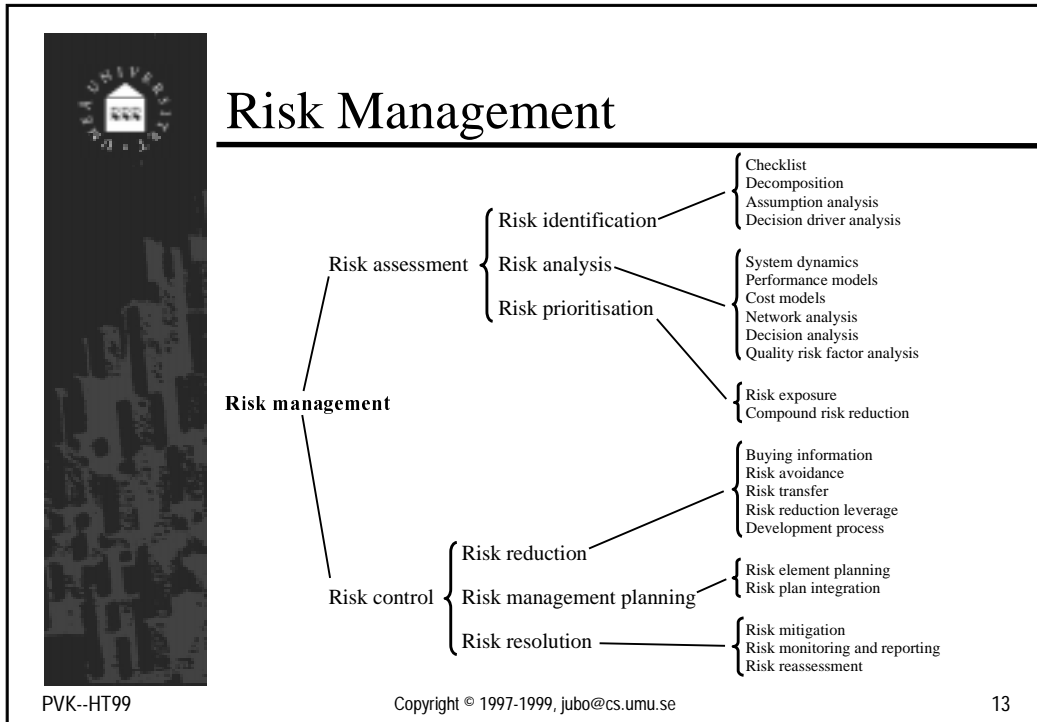 UMEÅ UNIVERSITET
Risk Management
Risk management
Risk assessment
Risk identification
Checklist
Decomposition
Assumption analysis
Decision driver analysis
Risk analysis
System dynamics
Performance models
Cost models
Network analysis
Decision analysis
Quality risk factor analysis
Risk prioritisation
Risk exposure
Compound risk reduction
Risk control
Risk reduction
Buying information
Risk avoidance
Risk transfer
Risk reduction leverage
Development process
Risk management planning
Risk element planning
Risk plan integration
Risk resolution
Risk mitigation
Risk monitoring and reporting
Risk reassessment
PVK--HT99
Copyright © 1997-1999, jubo@cs.umu.se
13